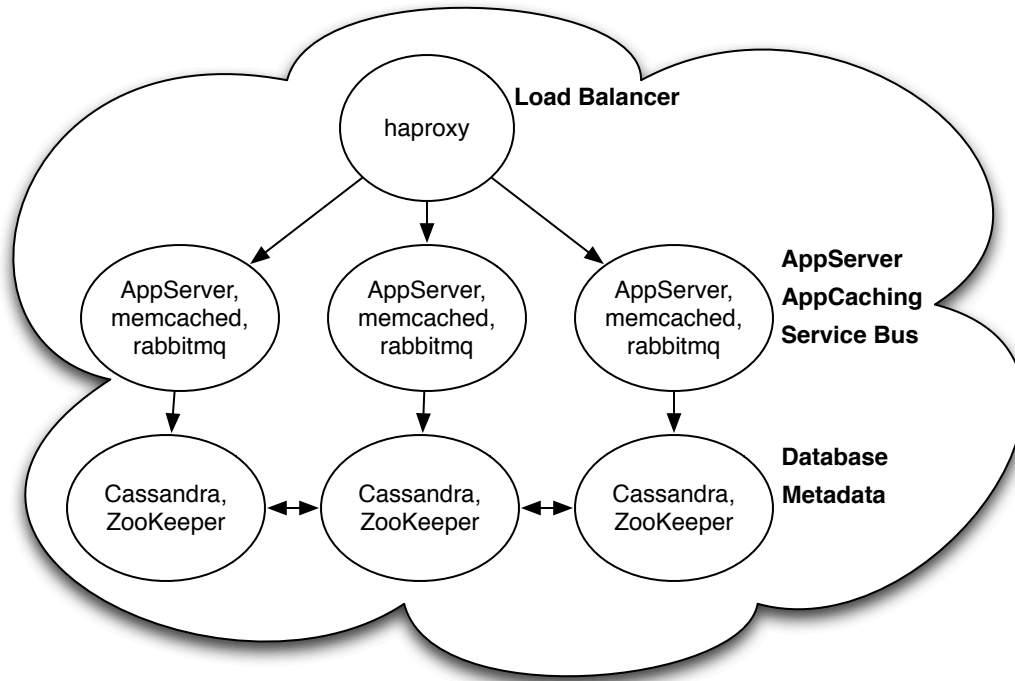 Load Balancer
haproxy
AppServer,
memcached,
rabbitmq
AppServer,
memcached,
rabbitmq
AppServer,
memcached,
rabbitmq
AppServer
AppCaching
Service Bus
Cassandra,
ZooKeeper
Cassandra,
ZooKeeper
Cassandra,
ZooKeeper
Database
Metadata